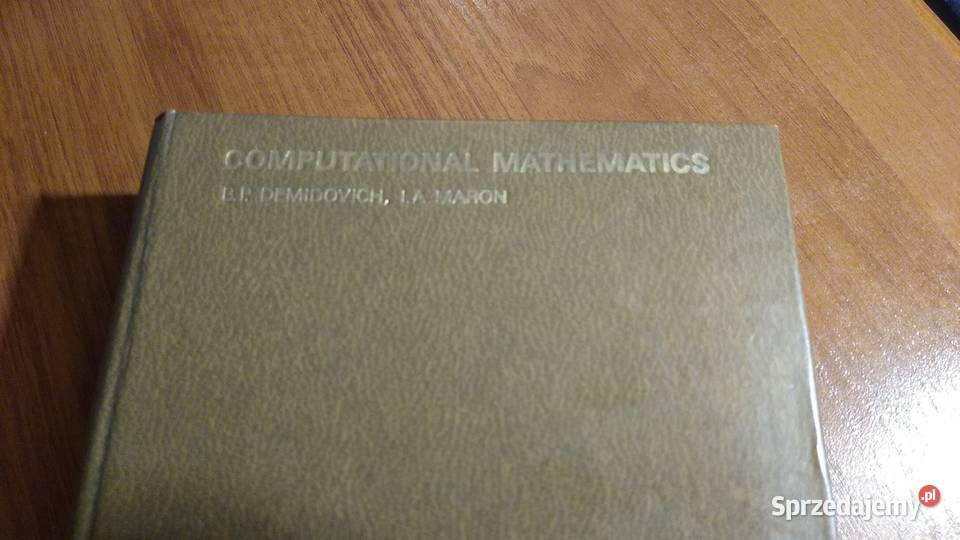 COMPUTATIONAL MATHEMATICS
B.P. DEMIDOVICH, I.A. MARON
Sprzedajemy.pl